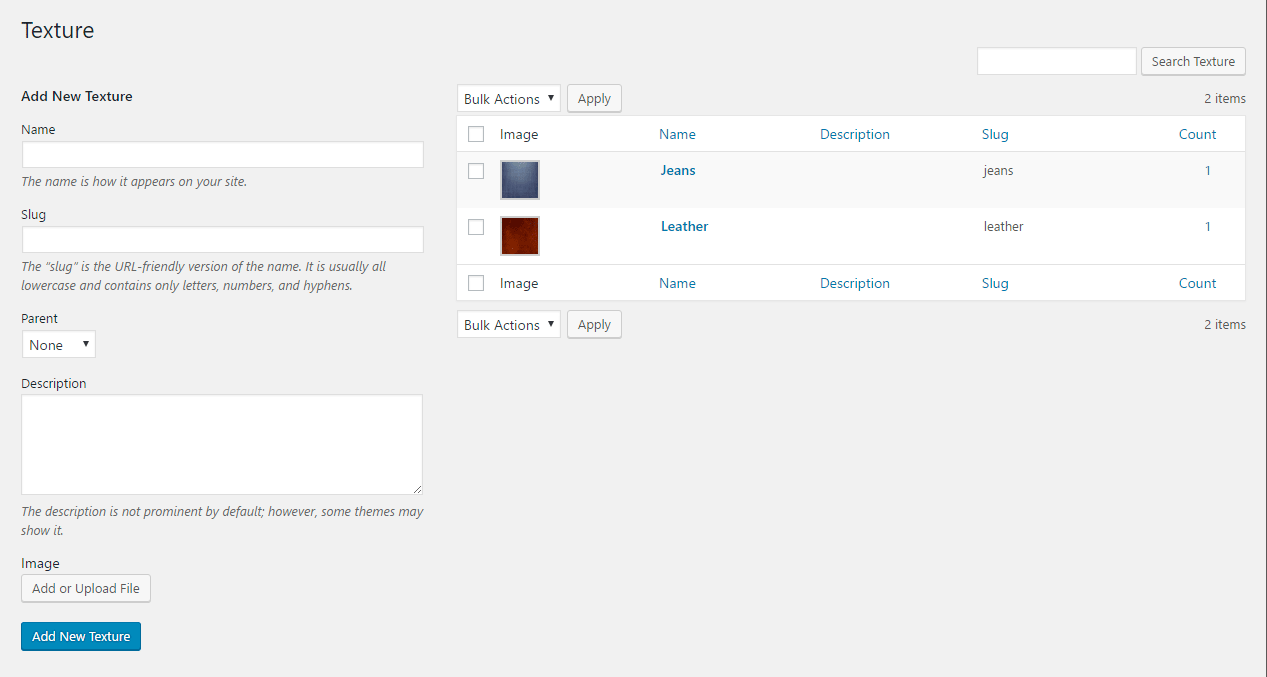 Texture
Search Texture
Add New Texture
Name
The name is how it appears on your site.
Slug
The “slug” is the URL-friendly version of the name. It is usually all
lowercase and contains only letters, numbers, and hyphens.
Parent
None
Description
The description is not prominent by default; however, some themes may
show it.
Image
Add or Upload File
Add New Texture
Bulk Actions Apply 2 items
Image Name Description Slug Count
Jeans jeans 1
Leather leather 1
Image Name Description Slug Count
Bulk Actions Apply 2 items